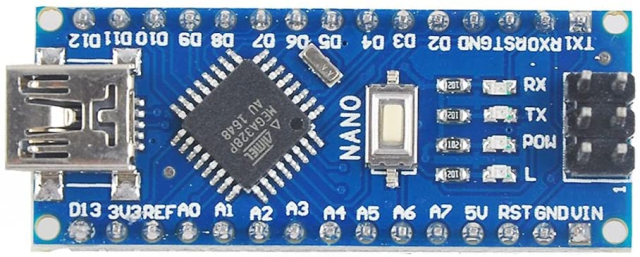 D12 D11 D10 D9 D8 D7 D6 D5 D4 D3 D2 GND RST RX0 TX1
ATMEL
MEGA328P
AU 1648
NANO
RX
TX
POW
L
1
D13 3V3 REF A0 A1 A2 A3 A4 A5 A6 A7 5V RST GND VIN